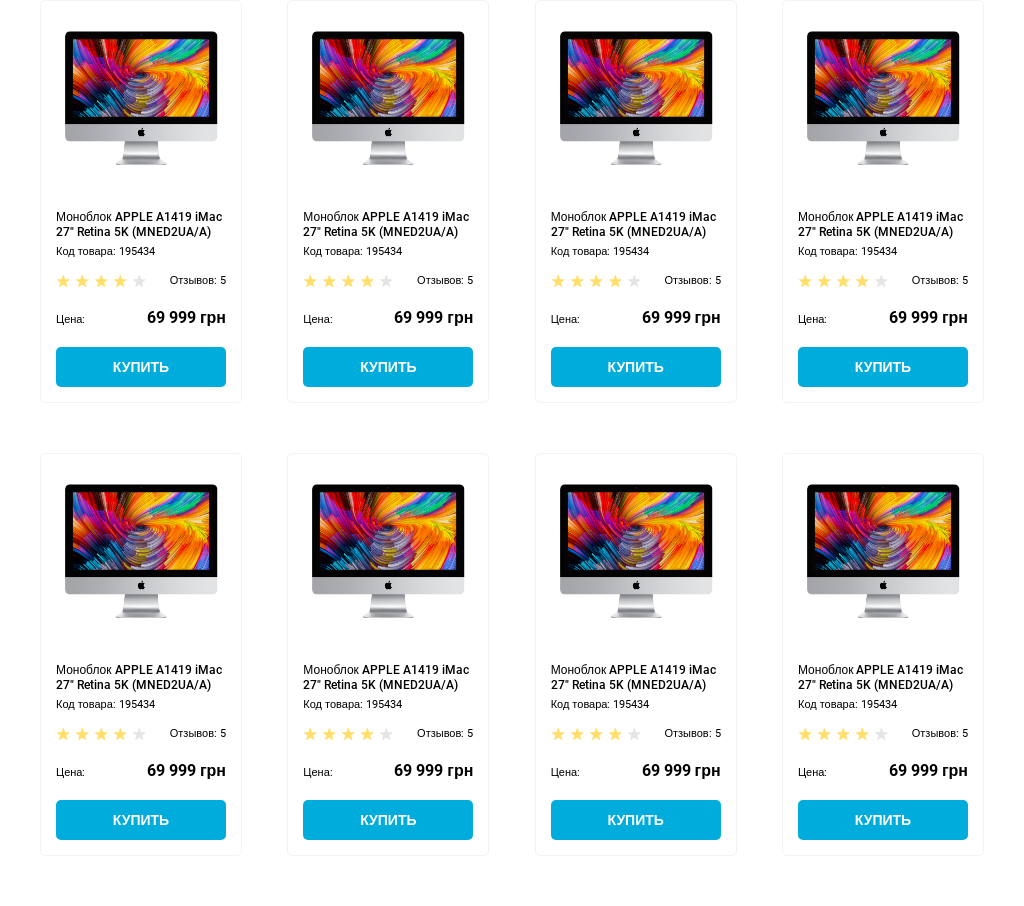 Моноблок APPLE A1419 iMac
27" Retina 5K (MNED2UA/A)
Код товара: 195434
Отзывов: 5
Цена: 69 999 грн
КУПИТЬ
Моноблок APPLE A1419 iMac
27" Retina 5K (MNED2UA/A)
Код товара: 195434
Отзывов: 5
Цена: 69 999 грн
КУПИТЬ
Моноблок APPLE A1419 iMac
27" Retina 5K (MNED2UA/A)
Код товара: 195434
Отзывов: 5
Цена: 69 999 грн
КУПИТЬ
Моноблок APPLE A1419 iMac
27" Retina 5K (MNED2UA/A)
Код товара: 195434
Отзывов: 5
Цена: 69 999 грн
КУПИТЬ
Моноблок APPLE A1419 iMac
27" Retina 5K (MNED2UA/A)
Код товара: 195434
Отзывов: 5
Цена: 69 999 грн
КУПИТЬ
Моноблок APPLE A1419 iMac
27" Retina 5K (MNED2UA/A)
Код товара: 195434
Отзывов: 5
Цена: 69 999 грн
КУПИТЬ
Моноблок APPLE A1419 iMac
27" Retina 5K (MNED2UA/A)
Код товара: 195434
Отзывов: 5
Цена: 69 999 грн
КУПИТЬ
Моноблок APPLE A1419 iMac
27" Retina 5K (MNED2UA/A)
Код товара: 195434
Отзывов: 5
Цена: 69 999 грн
КУПИТЬ